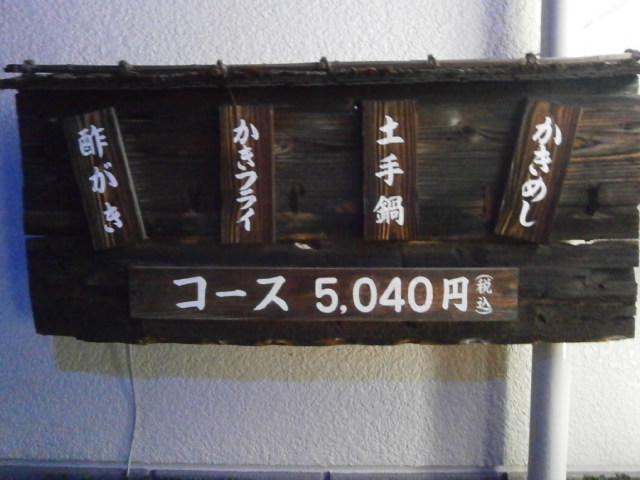 酢がき
かきフライ
土手鍋
かきめし
コース 5,040円(税込)